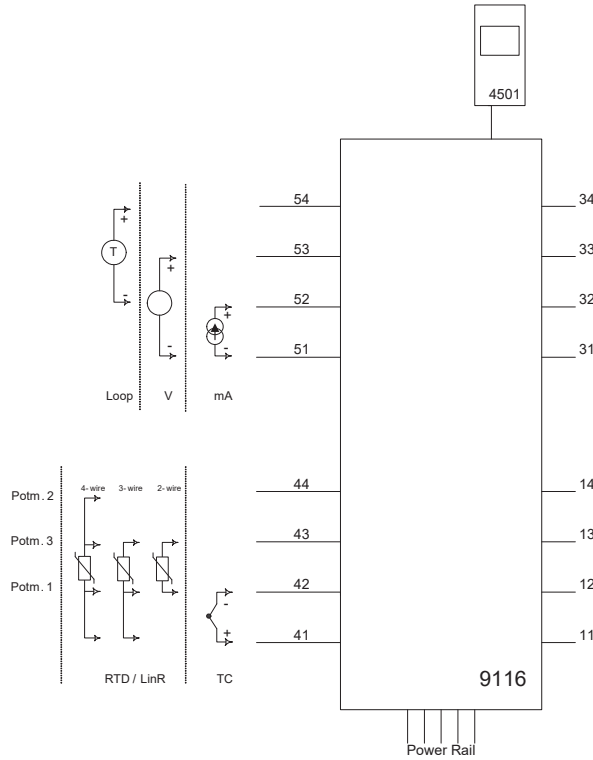 4501
54
34
+
T
53
33
+
-
52
32
+
51
31
-
-
Loop
V
mA
44
14
4-wire
3-wire
2-wire
Potm. 2
43
13
Potm. 3
42
12
Potm. 1
-
+
41
11
9116
RTD / LinR
TC
Power Rail